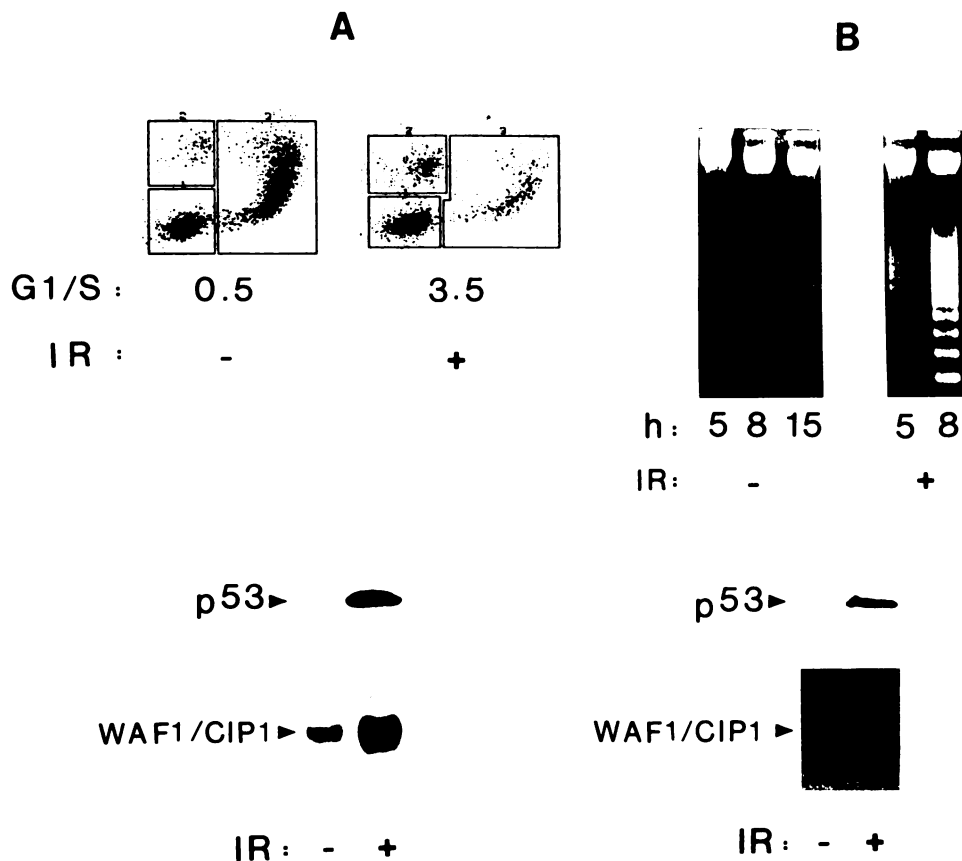 A
B
G1/S : 0.5 3.5
IR : - +
h: 5 8 15 5 8
IR: - +
p53
p53
WAF1/CIP1
WAF1/CIP1
IR : - +
IR : - +